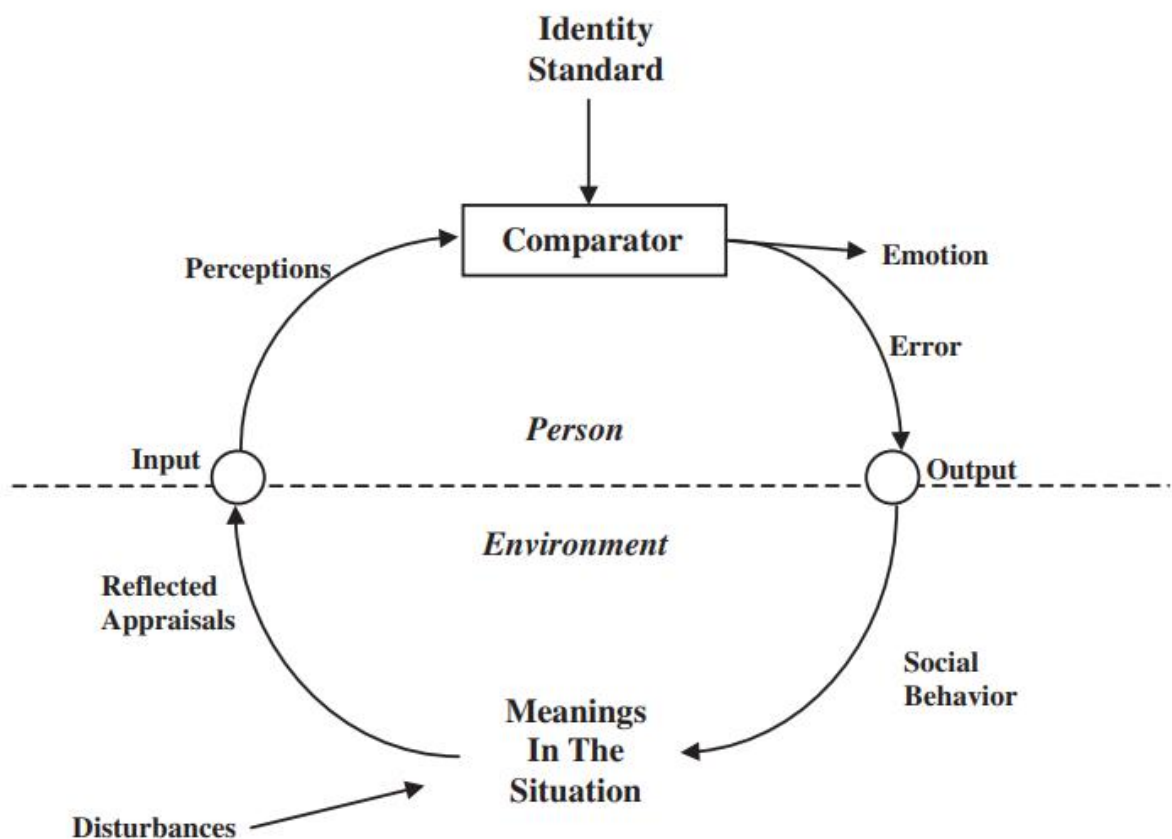 Identity
Standard
Comparator
Perceptions
Emotion
Error
Person
Input
Output
Environment
Reflected
Appraisals
Social
Behavior
Meanings
In The
Situation
Disturbances